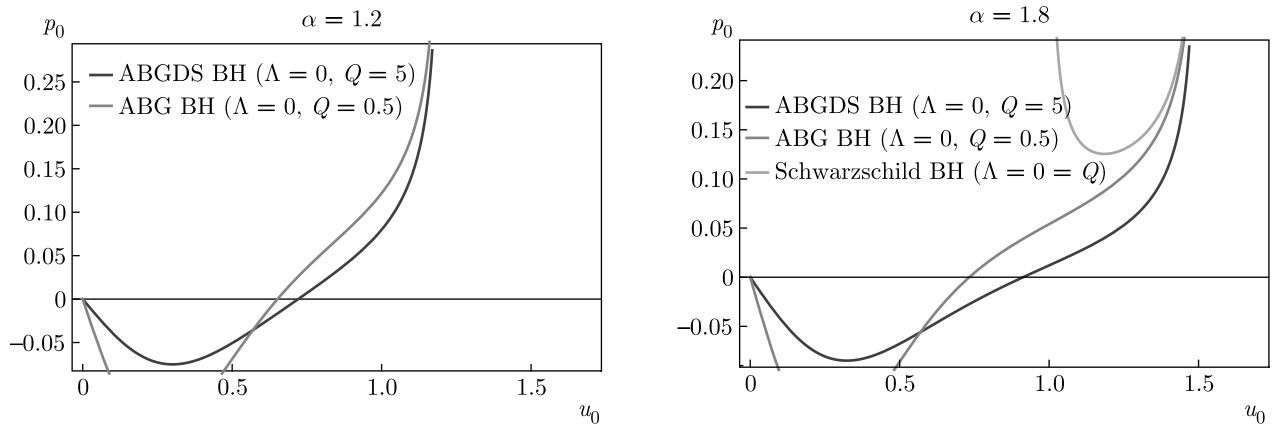 α = 1.2
p₀
ABGDS BH (Λ = 0, Q = 5)
ABG BH (Λ = 0, Q = 0.5)
0.25
0.20
0.15
0.10
0.05
0
−0.05
0 0.5 1.0 1.5
u₀
α = 1.8
p₀
ABGDS BH (Λ = 0, Q = 5)
ABG BH (Λ = 0, Q = 0.5)
Schwarzschild BH (Λ = 0 = Q)
0.20
0.15
0.10
0.05
0
−0.05
0 0.5 1.0 1.5
u₀